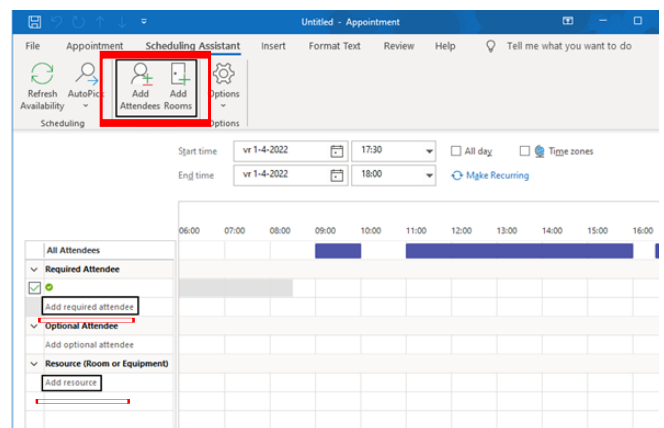 Untitled - Appointment
File Appointment Scheduling Assistant Insert Format Text Review Help Tell me what you want to do
Refresh Availability
AutoPick
Add Attendees
Add Rooms
Options
Scheduling
Options
Start time vr 1-4-2022 17:30 All day Time zones
End time vr 1-4-2022 18:00 Make Recurring
06:00 07:00 08:00 09:00 10:00 11:00 12:00 13:00 14:00 15:00 16:00
All Attendees
Required Attendee
Add required attendee
Optional Attendee
Add optional attendee
Resource (Room or Equipment)
Add resource